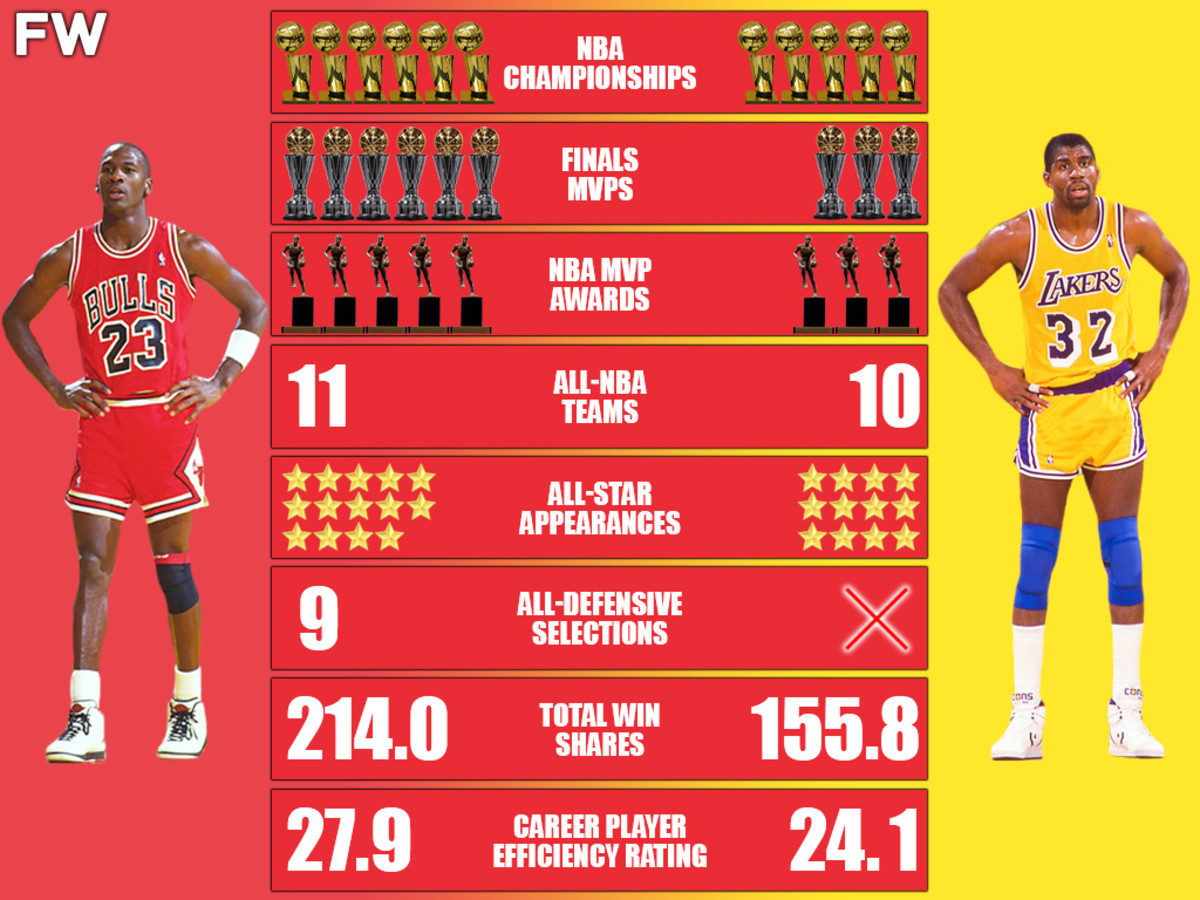 FW
NBA
CHAMPIONSHIPS
FINALS
MVPS
NBA MVP
AWARDS
11
ALL-NBA
TEAMS
10
ALL-STAR
APPEARANCES
9
ALL-DEFENSIVE
SELECTIONS
214.0
TOTAL WIN
SHARES
155.8
27.9
CAREER PLAYER
EFFICIENCY RATING
24.1
BULLS
23
LAKERS
32
CONS
CONS